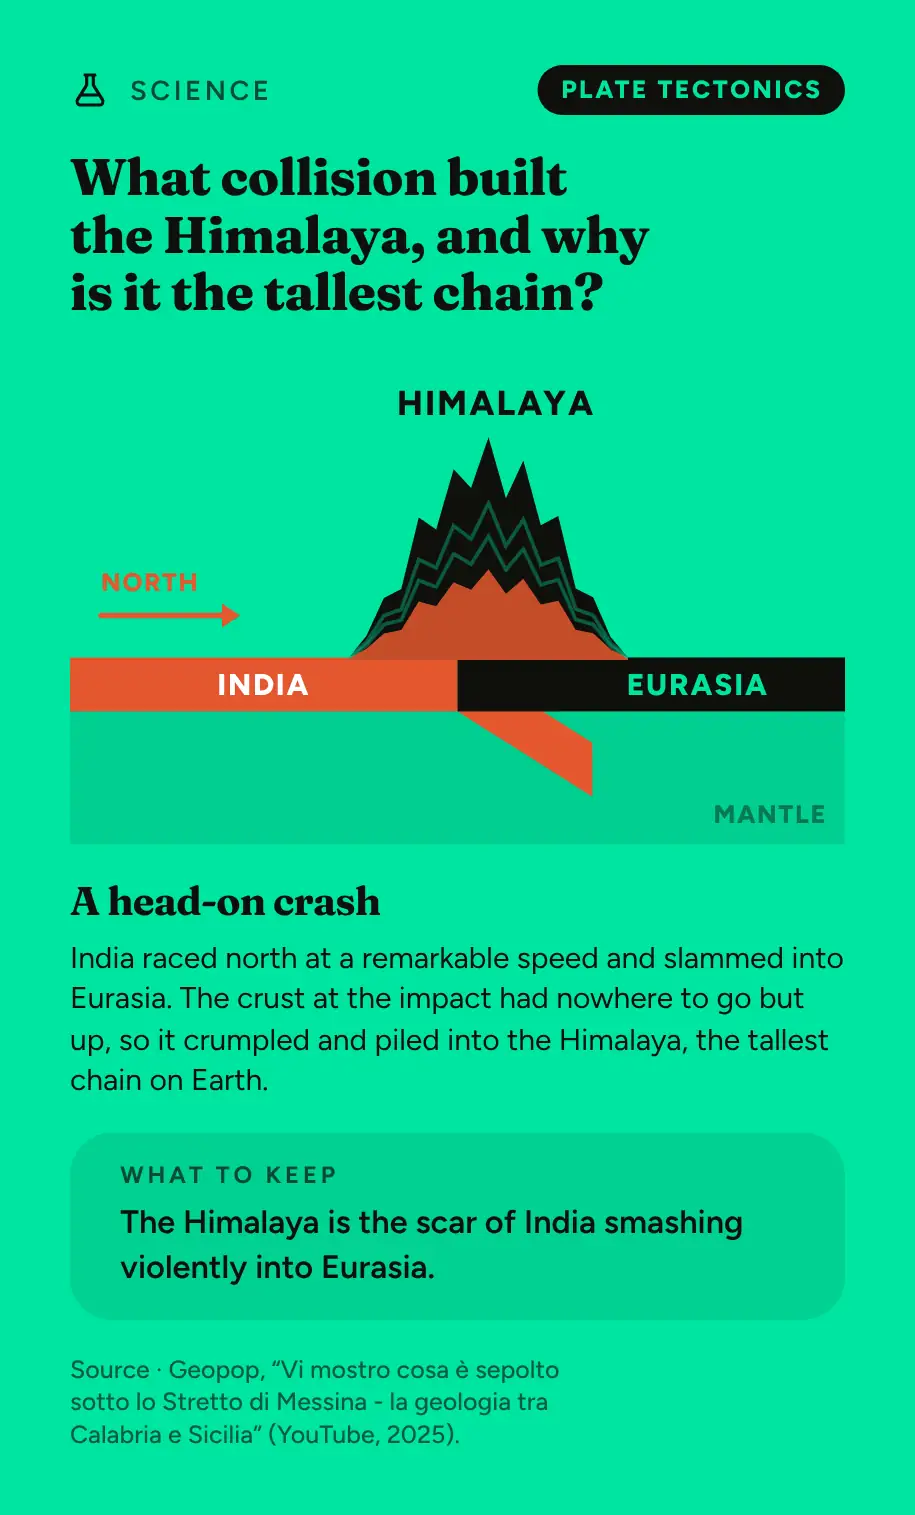 SCIENCE
PLATE TECTONICS
What collision built
the Himalaya, and why
is it the tallest chain?
HIMALAYA
NORTH
INDIA
EURASIA
MANTLE
A head-on crash
India raced north at a remarkable speed and slammed into
Eurasia. The crust at the impact had nowhere to go but
up, so it crumpled and piled into the Himalaya, the tallest
chain on Earth.
WHAT TO KEEP
The Himalaya is the scar of India smashing
violently into Eurasia.
Source · Geopop, “Vi mostro cosa è sepolto
sotto lo Stretto di Messina - la geologia tra
Calabria e Sicilia” (YouTube, 2025).